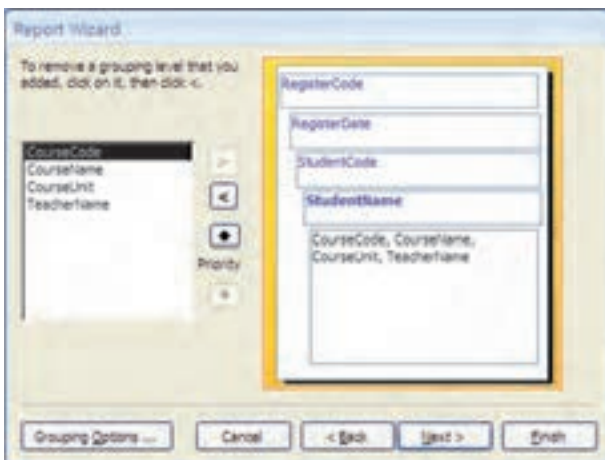 Report Wizard
To remove a grouping level that you
added, click on it, then click <.
CourseCode
CourseName
CourseUnit
TeacherName
>
<
Priority
RegisterCode
RegisterDate
StudentCode
StudentName
CourseCode, CourseName,
CourseUnit, TeacherName
Grouping Options ...
Cancel
< Back
Next >
Finish